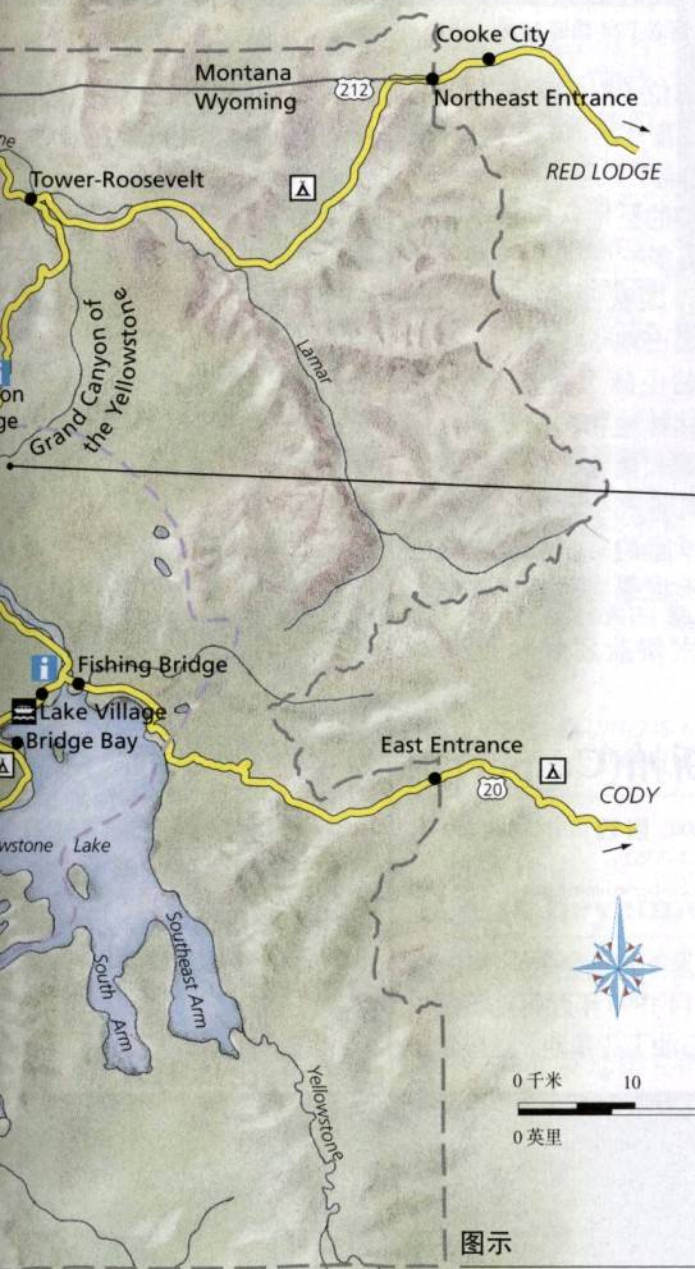 Cooke City
Montana
Wyoming
212
Northeast Entrance
RED LODGE
Tower-Roosevelt
Grand Canyon of
the Yellowstone
Lamar
i
Fishing Bridge
Lake Village
Bridge Bay
East Entrance
20
CODY
Lake
Southeast Arm
South
Arm
Yellowstone
0 千米 10
0 英里
图示